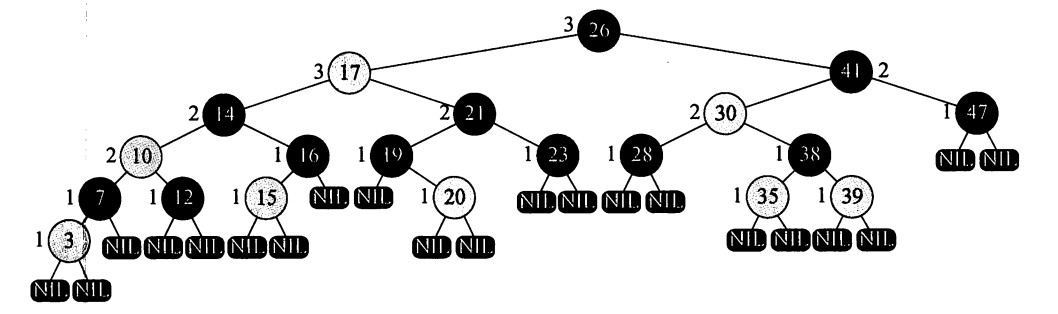 3 26
3 17 41 2
2 14 2 21 2 30 1 47
2 10 1 16 1 19 1 23 1 28 1 38 NIL NIL
1 7 1 12 1 15 NIL NIL 1 20 NIL NIL NIL NIL 1 35 1 39
1 3 NIL NIL NIL NIL NIL NIL NIL NIL NIL NIL NIL
NIL NIL